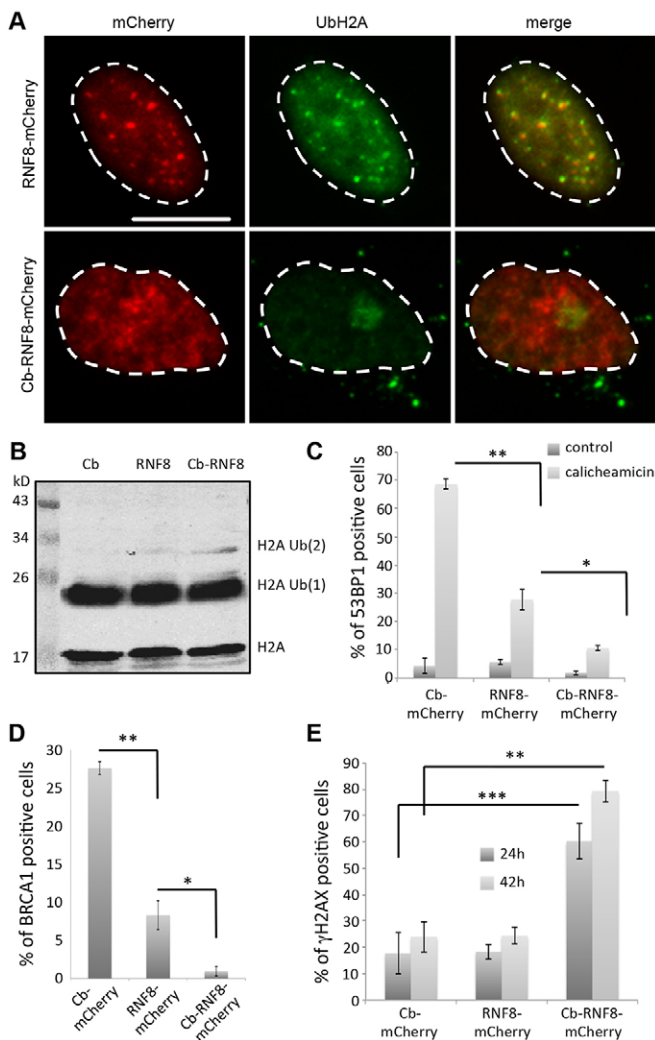 A
mCherry UbH2A merge
RNF8-mCherry
Cb-RNF8-mCherry
B
Cb RNF8 Cb-RNF8
kD
43
34
26
17
H2A Ub(2)
H2A Ub(1)
H2A
C
control
calicheamicin
**
*
% of 53BP1 positive cells
80
70
60
50
40
30
20
10
0
Cb-
mCherry
RNF8-
mCherry
Cb-RNF8-
mCherry
D
**
*
% of BRCA1 positive cells
30
25
20
15
10
5
0
Cb-
mCherry
RNF8-
mCherry
Cb-RNF8-
mCherry
E
**
***
24h
42h
% of γH2AX positive cells
90
80
70
60
50
40
30
20
10
0
Cb-
mCherry
RNF8-
mCherry
Cb-RNF8-
mCherry